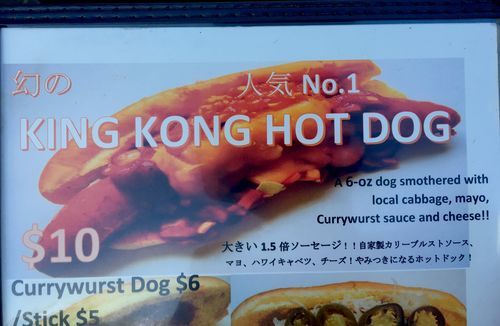 幻の
人気 No.1
KING KONG HOT DOG
A 6-oz dog smothered with
local cabbage, mayo,
Currywurst sauce and cheese!!
$10
大きい 1.5 倍ソーセージ！！自家製カリーブルストソース、
マヨ、ハワイキャベツ、チーズ！やみつきになるホットドック！
Currywurst Dog $6
/Stick $5